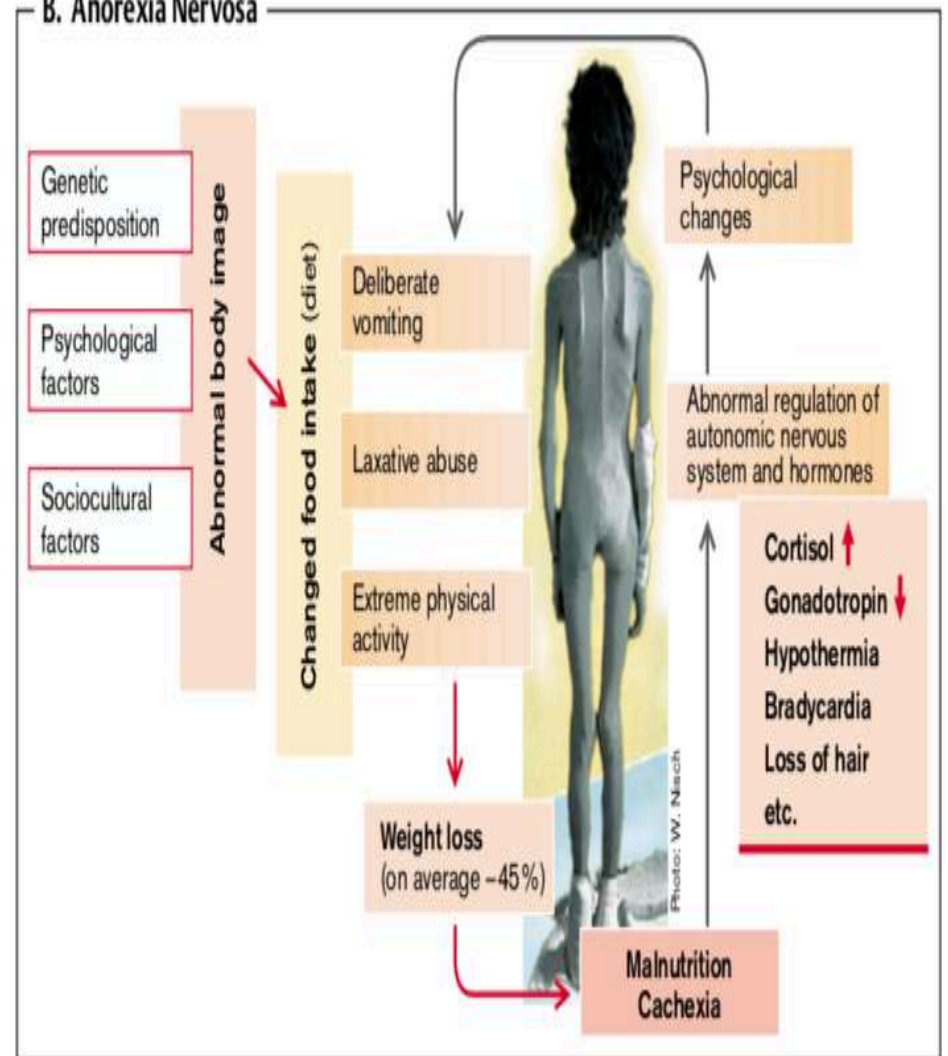 B. Anorexia Nervosa
Genetic
predisposition
Psychological
factors
Sociocultural
factors
Abnormal body image
Changed food intake (diet)
Deliberate
vomiting
Laxative abuse
Extreme physical
activity
Weight loss
(on average –45%)
Malnutrition
Cachexia
Psychological
changes
Abnormal regulation of
autonomic nervous
system and hormones
Cortisol ↑
Gonadotropin ↓
Hypothermia
Bradycardia
Loss of hair
etc.
Photo: W. Nisch